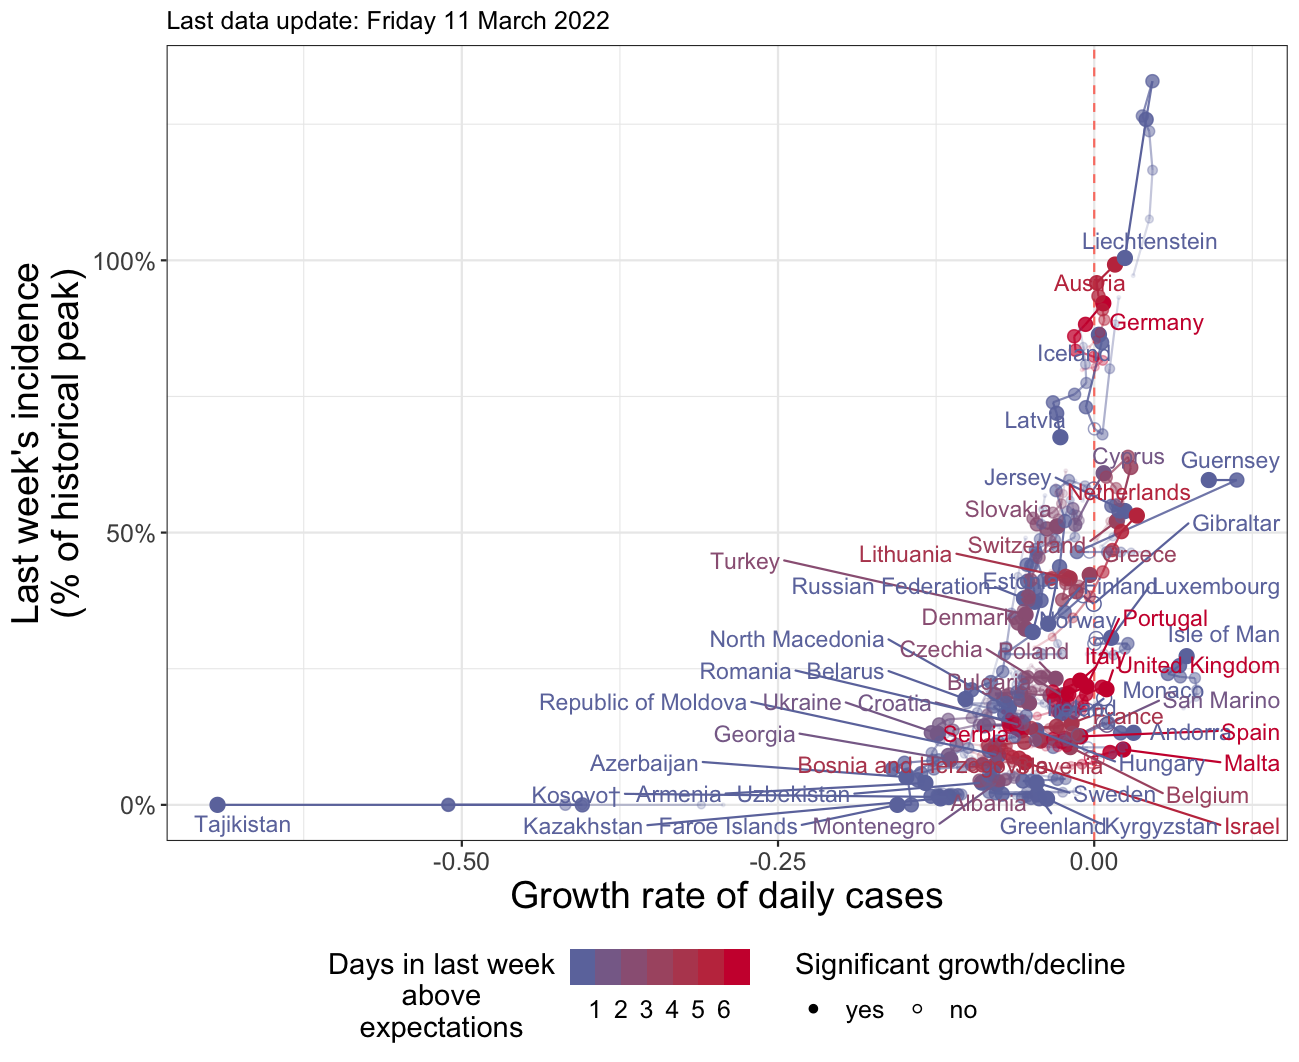 Last data update: Friday 11 March 2022
Last week's incidence
(% of historical peak)
100%
50%
0%
Liechtenstein
Austria
Germany
Iceland
Latvia
Cyprus
Guernsey
Jersey
Netherlands
Slovakia
Gibraltar
Switzerland
Lithuania
Greece
Turkey
Estonia
Russian Federation
Finland
Luxembourg
Denmark
Norway
Portugal
North Macedonia
Isle of Man
Czechia
Poland
Italy
United Kingdom
Romania
Belarus
Bulgaria
Monaco
Republic of Moldova
Ukraine
Croatia
San Marino
Ireland
France
Georgia
Serbia
Andorra
Spain
Azerbaijan
Bosnia and Herzegovina
Slovenia
Hungary
Malta
Kosovo†
Armenia
Uzbekistan
Sweden
Belgium
Albania
Tajikistan
Kazakhstan
Faroe Islands
Montenegro
Greenland
Kyrgyzstan
Israel
-0.50
-0.25
0.00
Growth rate of daily cases
Days in last week
above
expectations
1 2 3 4 5 6
Significant growth/decline
yes
no